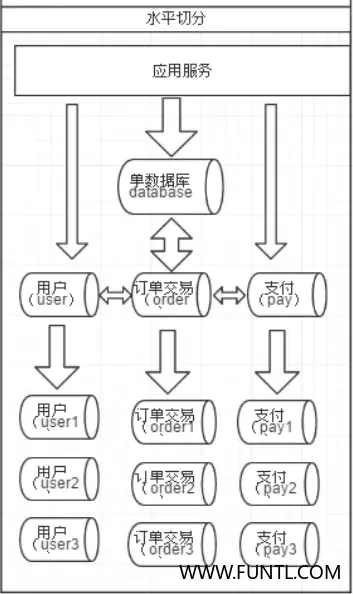 水平切分
应用服务
单数据库
database
用户
（user）
订单交易
（order
支付
（pay）
用户
（user1
订单交易
（order1
支付
（pay1
用户
（user2
订单交易
（order2
支付
（pay2
用户
（user3
订单交易
（order3
支付
（pay3
WWW.FUNTL.COM